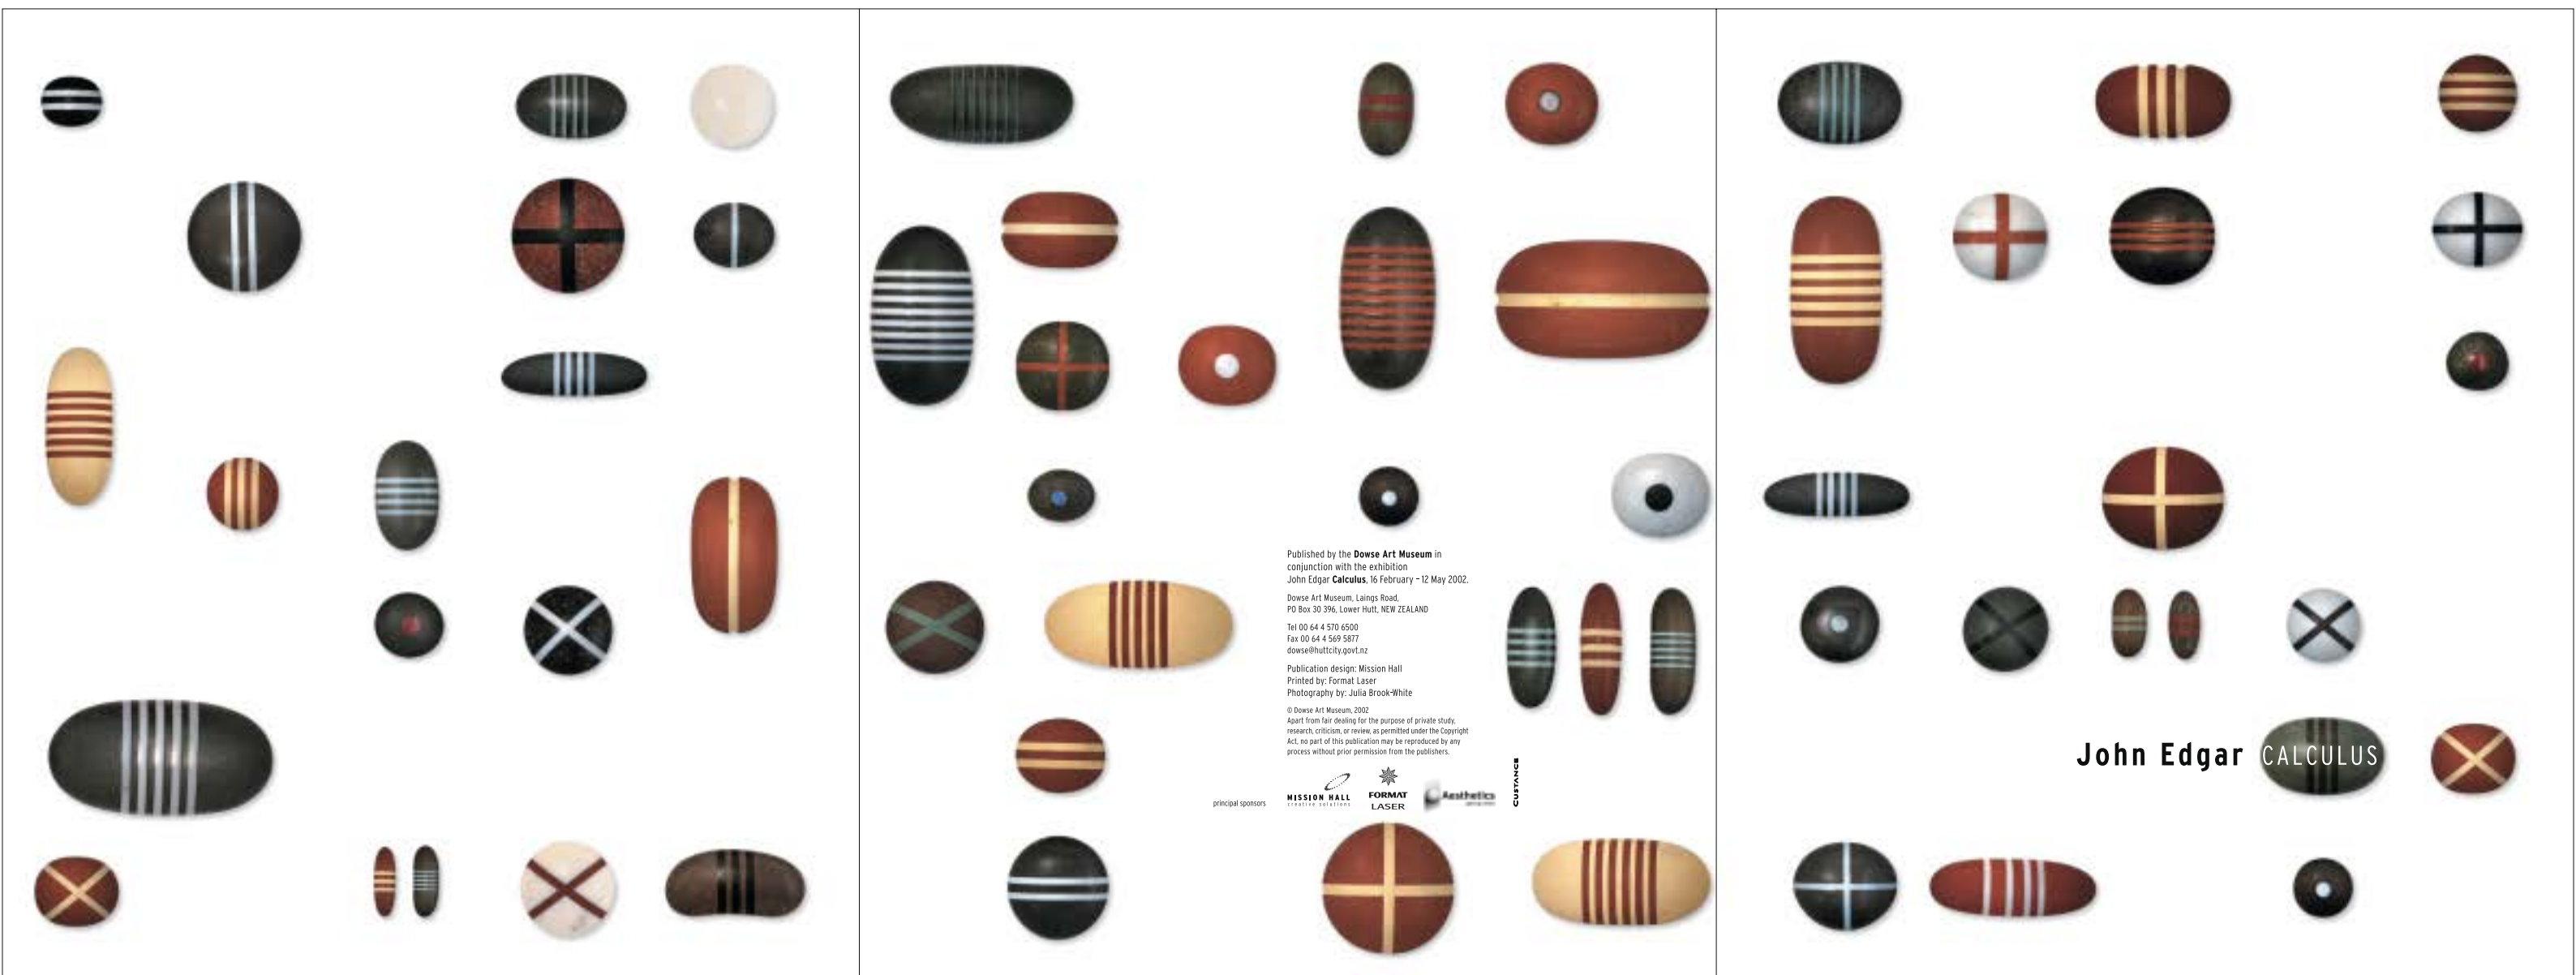 Published by the Dowse Art Museum in
conjunction with the exhibition
John Edgar Calculus, 16 February – 12 May 2002.
Dowse Art Museum, Laings Road,
PO Box 30 396, Lower Hutt, NEW ZEALAND
Tel 00 64 4 570 6500
Fax 00 64 4 569 5877
dowse@huttcity.govt.nz
Publication design: Mission Hall
Printed by: Format Laser
Photography by: Julia Brook-White
© Dowse Art Museum, 2002
Apart from fair dealing for the purpose of private study,
research, criticism, or review, as permitted under the Copyright
Act, no part of this publication may be reproduced by any
process without prior permission from the publishers.
principal sponsors
MISSION HALL
creative solutions
FORMAT
LASER
Aesthetics
CUSTANCE
John Edgar CALCULUS